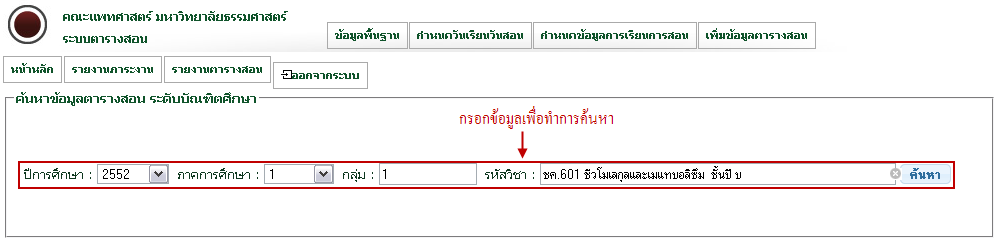 คณะแพทศาสตร์ มหาวิทยาลัยธรรมศาสตร์
ระบบตารางสอน
ข้อมูลพื้นฐาน กำหนดวันเรียนวันสอน กำหนดข้อมูลการเรียนการสอน เพิ่มข้อมูลตารางสอน
หน้าหลัก รายงานภาระงาน รายงานตารางสอน ออกจากระบบ
ค้นหาข้อมูลตารางสอน ระดับบัณฑิตศึกษา
กรอกข้อมูลเพื่อทำการค้นหา
ปีการศึกษา : 2552 ภาคการศึกษา : 1 กลุ่ม : 1 รหัสวิชา : ชค.601 ชีวโมเลกุลและเมแทบอลิซึม ชั้นปี บ ค้นหา